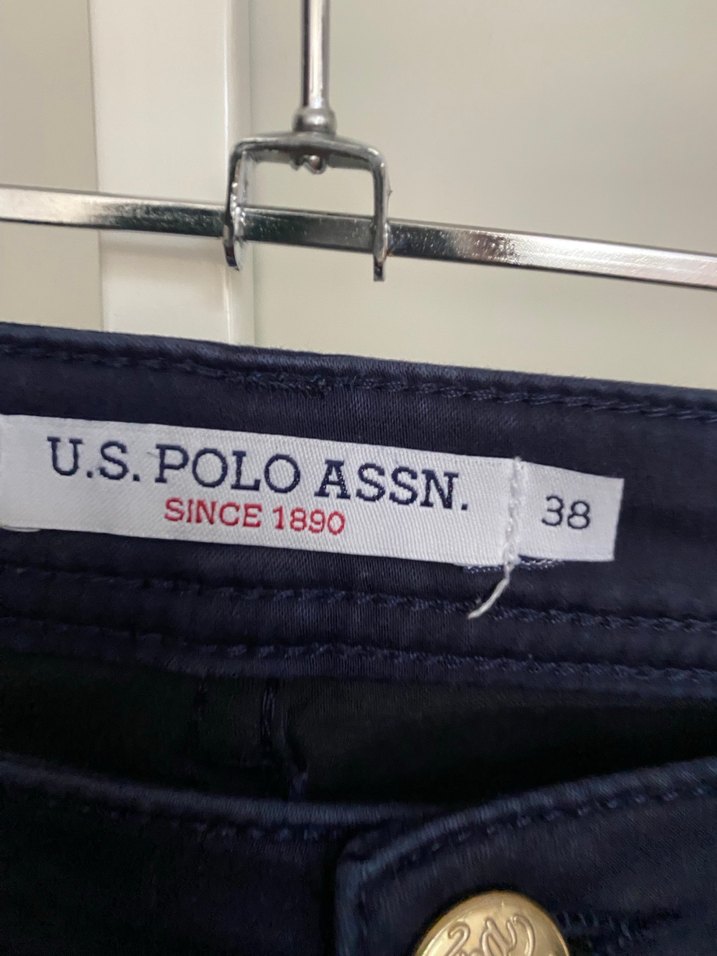 U.S. POLO ASSN.
SINCE 1890
38